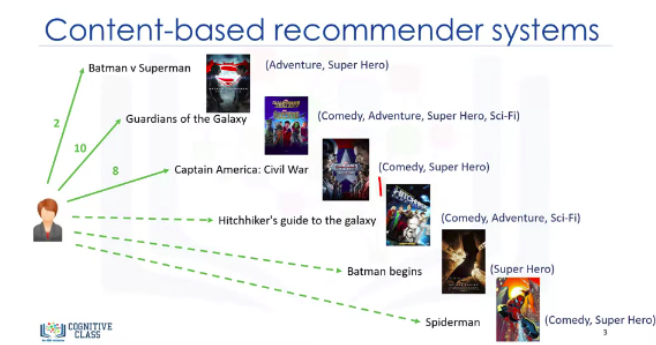 Content-based recommender systems
Batman v Superman (Adventure, Super Hero)
2
Guardians of the Galaxy (Comedy, Adventure, Super Hero, Sci-Fi)
10
8
Captain America: Civil War (Comedy, Super Hero)
Hitchhiker's guide to the galaxy (Comedy, Adventure, Sci-Fi)
Batman begins (Super Hero)
Spiderman (Comedy, Super Hero)
COGNITIVE
CLASS
3